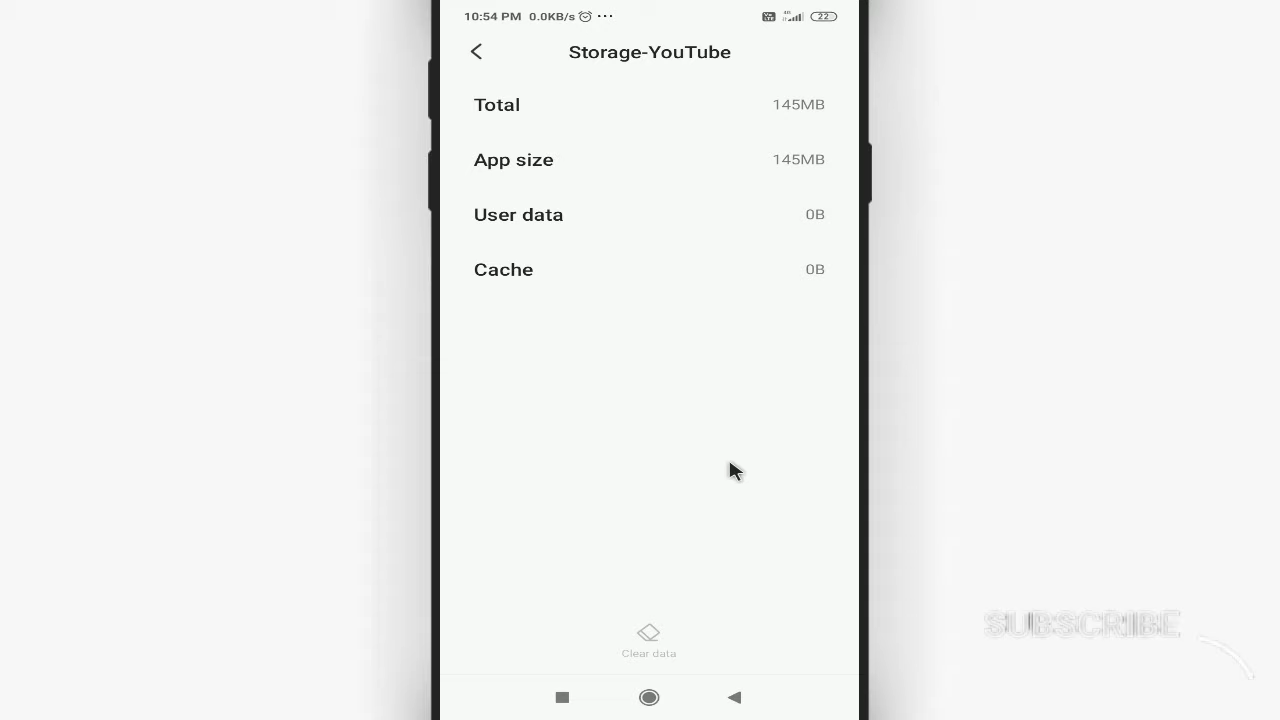 10:54 PM 0.0KB/s ··· 22
Storage-YouTube
Total 145MB
App size 145MB
User data 0B
Cache 0B
Clear data
SUBSCRIBE